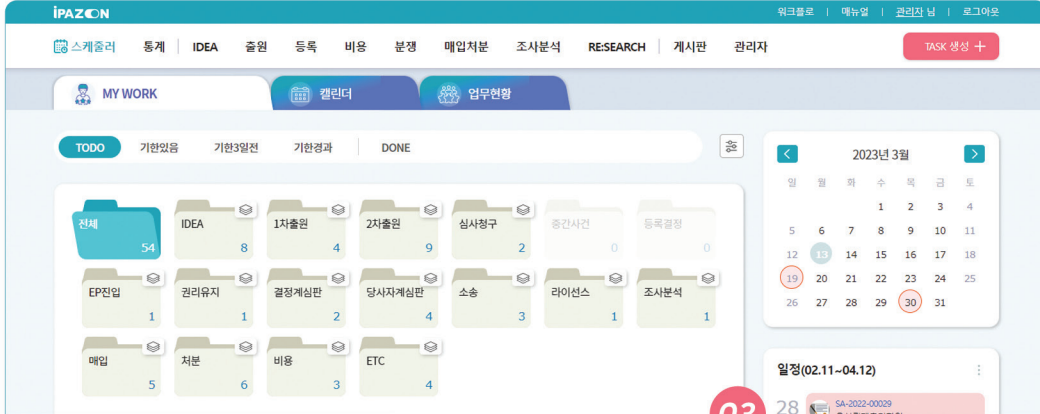 iPAZON
워크플로 | 매뉴얼 | 관리자 님 | 로그아웃
스케줄러 통계 | IDEA 출원 등록 비용 분쟁 매입처분 조사분석 RE:SEARCH | 게시판 관리자
TASK 생성 +
MY WORK 캘린더 업무현황
TODO 기한있음 기한3일전 기한경과 | DONE
전체 IDEA 1차출원 2차출원 심사청구 중간사건 등록결정
54 8 4 9 2 0 0
EP진입 권리유지 결정계심판 당사자계심판 소송 라이선스 조사분석
1 1 2 4 3 1 1
매입 처분 비용 ETC
5 6 3 4
< 2023년 3월 >
일 월 화 수 목 금 토
1 2 3 4
5 6 7 8 9 10 11
12 13 14 15 16 17 18
19 20 21 22 23 24 25
26 27 28 29 30 31
일정(02.11~04.12)
28 SA-2022-00029
03